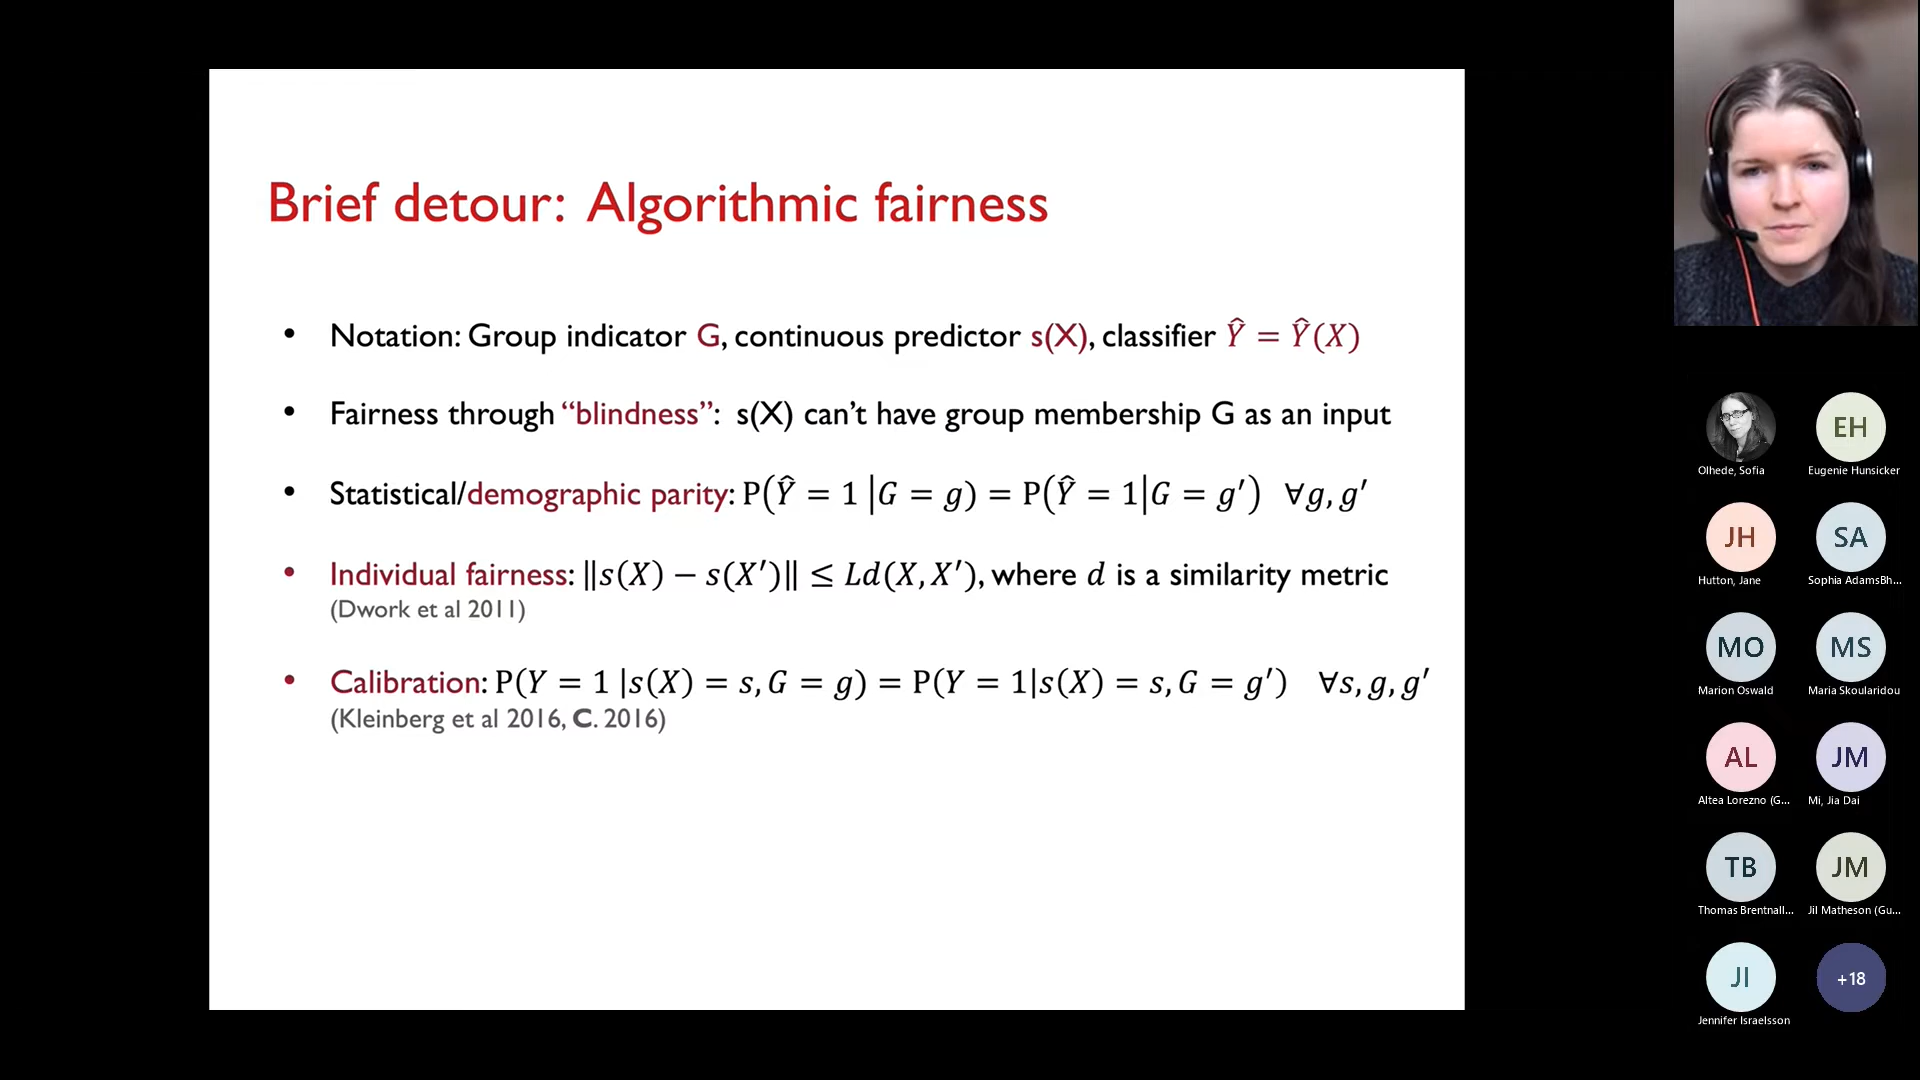 Brief detour: Algorithmic fairness
• Notation: Group indicator G, continuous predictor s(X), classifier Ŷ = Ŷ(X)
• Fairness through “blindness”: s(X) can’t have group membership G as an input
• Statistical/demographic parity: P(Ŷ = 1 |G = g) = P(Ŷ = 1|G = g′) ∀g, g′
• Individual fairness: ‖s(X) − s(X′)‖ ≤ Ld(X, X′), where d is a similarity metric
(Dwork et al 2011)
• Calibration: P(Y = 1 |s(X) = s, G = g) = P(Y = 1|s(X) = s, G = g′) ∀s, g, g′
(Kleinberg et al 2016, C. 2016)
Olhede, Sofia
EH
Eugenie Hunsicker
JH
Hutton, Jane
SA
Sophia AdamsBh...
MO
Marion Oswald
MS
Maria Skoularidou
AL
Altea Lorezno (G...
JM
Mi, Jia Dai
TB
Thomas Brentnall...
JM
Jil Matheson (Gu...
JI
Jennifer Israelsson
+18